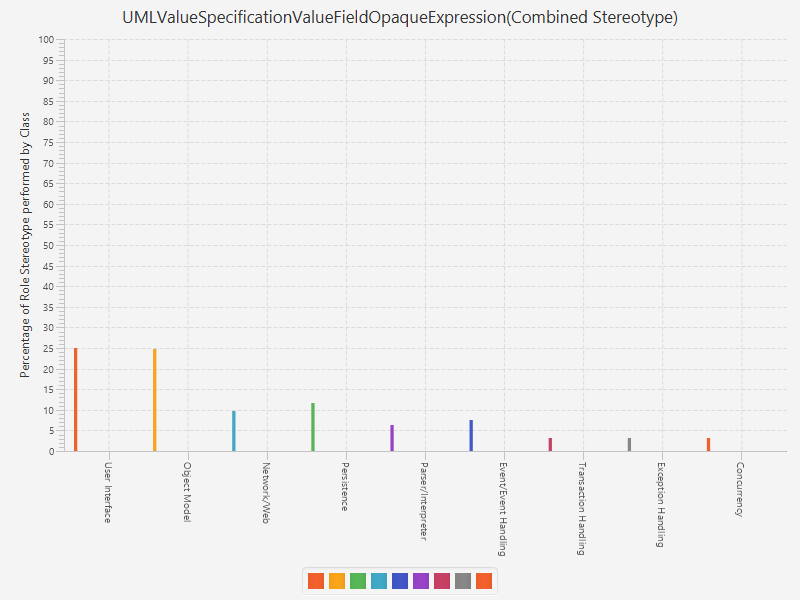 UMLValueSpecificationValueFieldOpaqueExpression(Combined Stereotype)
Percentage of Role Stereotype performed by Class
100
95
90
85
80
75
70
65
60
55
50
45
40
35
30
25
20
15
10
5
0
User Interface
Object Model
Network/Web
Persistence
Parser/Interpreter
Event/Event Handling
Transaction Handling
Exception Handling
Concurrency